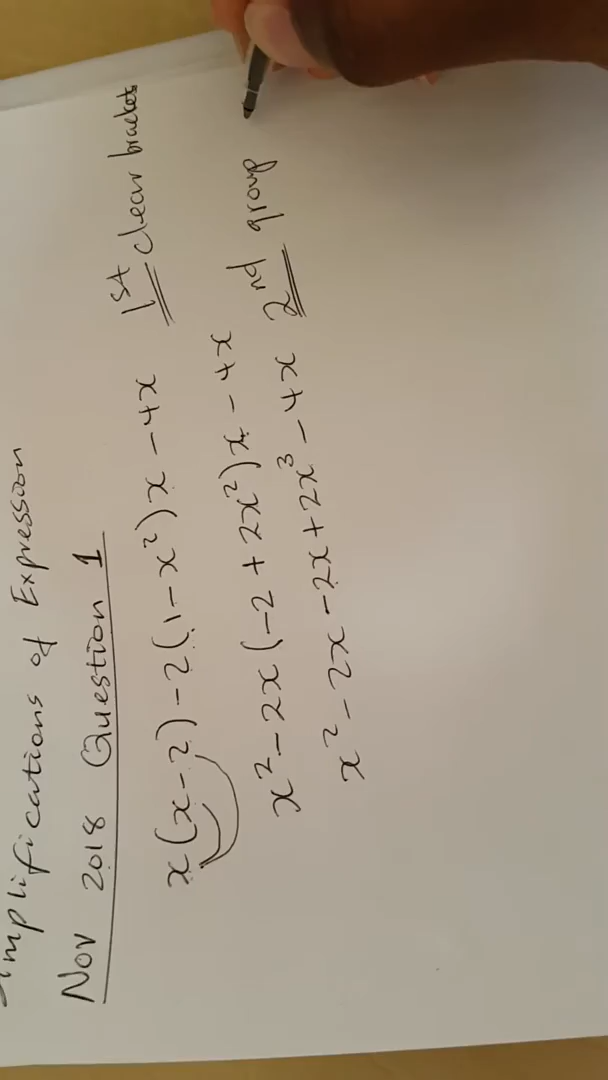 Simplifications of Expression
Nov 2018 Question 1
x(x-2)-2(1-x²)x-4x 1st clear brackets
x²-2x(-2+2x²)x-4x
x²-2x-2x+2x³-4x 2nd group